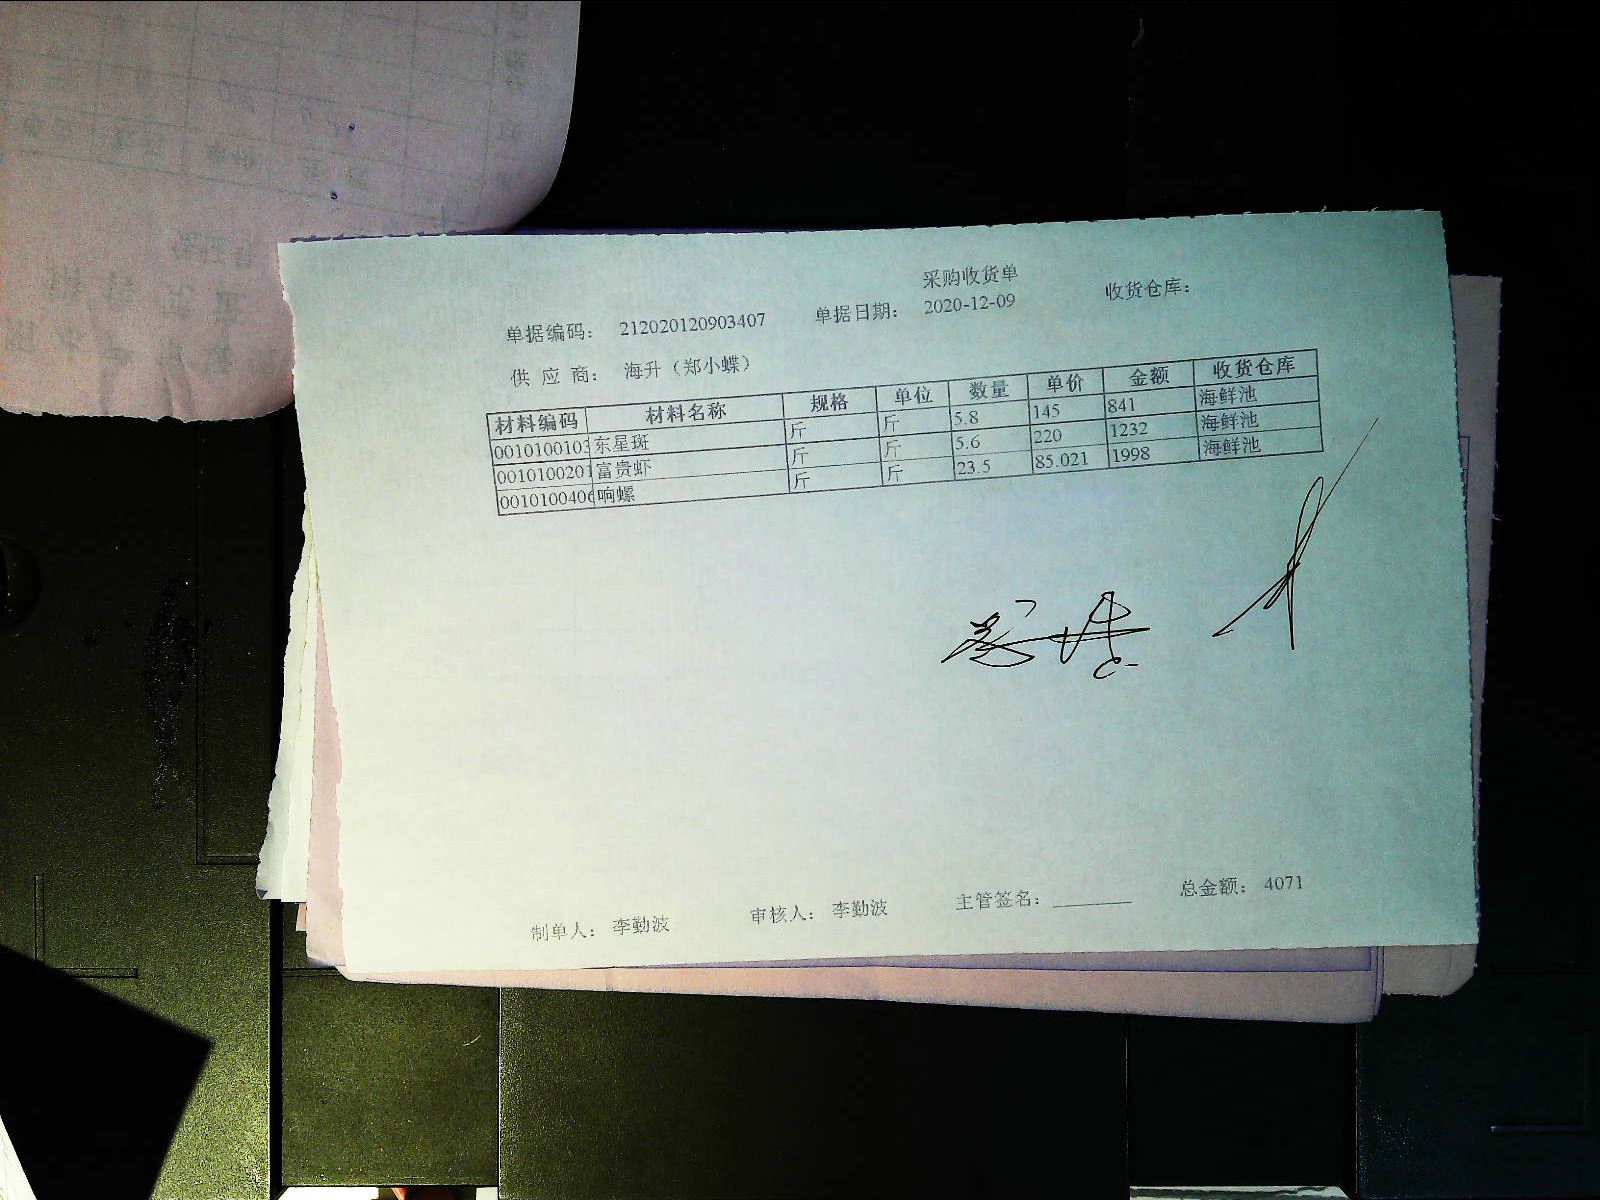 采购收货单
单据编码： 212020120903407 单据日期： 2020-12-09 收货仓库：
供 应 商： 海升（郑小蝶）
材料编码 材料名称 规格 单位 数量 单价 金额 收货仓库
0010100103 东星斑 斤 斤 5.8 145 841 海鲜池
0010100201 富贵虾 斤 斤 5.6 220 1232 海鲜池
0010100406 响螺 斤 斤 23.5 85.021 1998 海鲜池
制单人： 李勤波 审核人： 李勤波 主管签名：________ 总金额： 4071